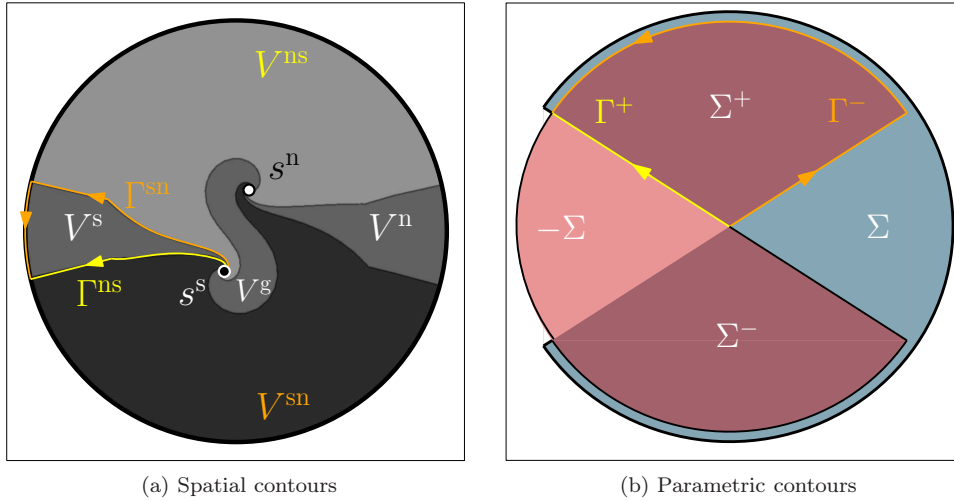 V^ns
s^n
Γ^sn
V^s
V^n
Γ^ns
s^s
V^g
V^sn
(a) Spatial contours
Γ^+
Σ^+
Γ^−
−Σ
Σ
Σ^−
(b) Parametric contours